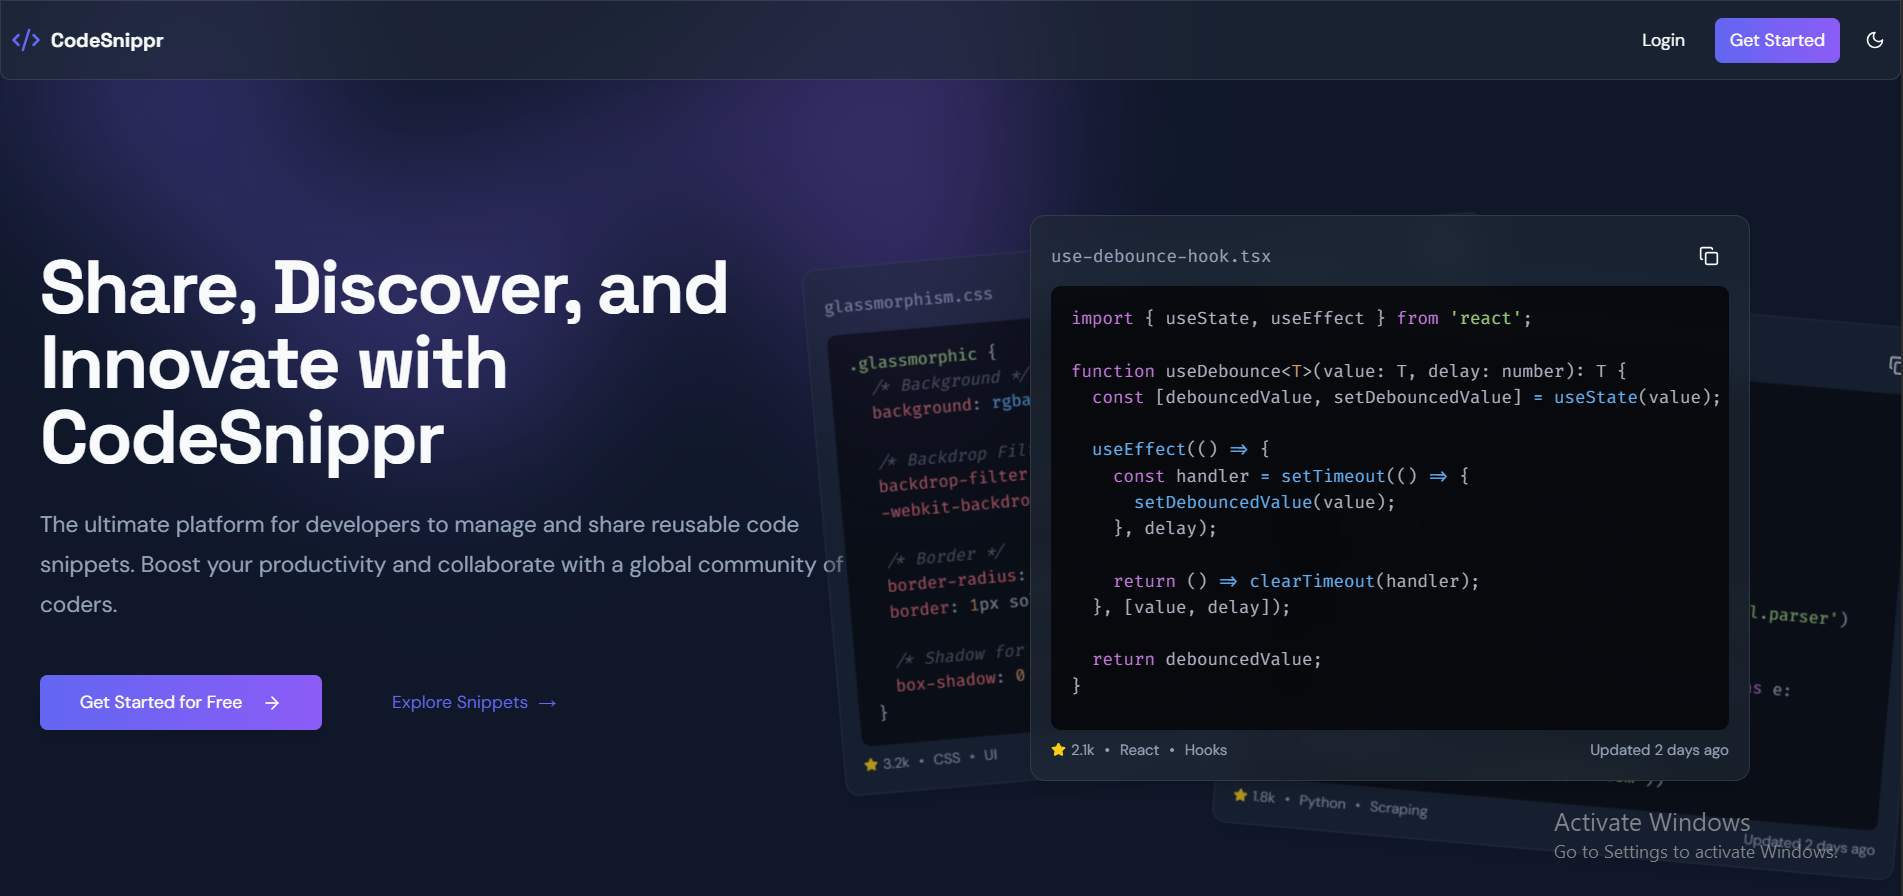 CodeSnippr
Login
Get Started
Share, Discover, and
Innovate with
CodeSnippr
The ultimate platform for developers to manage and share reusable code
snippets. Boost your productivity and collaborate with a global community of
coders.
Get Started for Free →
Explore Snippets →
glassmorphism.css
.glassmorphic {
/* Background */
background: rgba
/* Backdrop Fil
backdrop-filter
-webkit-backdro
/* Border */
border-radius:
border: 1px so
/* Shadow for
box-shadow: 0
}
3.2k • CSS • UI
use-debounce-hook.tsx
import { useState, useEffect } from 'react';
function useDebounce<T>(value: T, delay: number): T {
const [debouncedValue, setDebouncedValue] = useState(value);
useEffect(() => {
const handler = setTimeout(() => {
setDebouncedValue(value);
}, delay);
return () => clearTimeout(handler);
}, [value, delay]);
return debouncedValue;
}
2.1k • React • Hooks
Updated 2 days ago
l.parser')
s e:
1.8k • Python • Scraping
Updated 2 days ago
Activate Windows
Go to Settings to activate Windows.